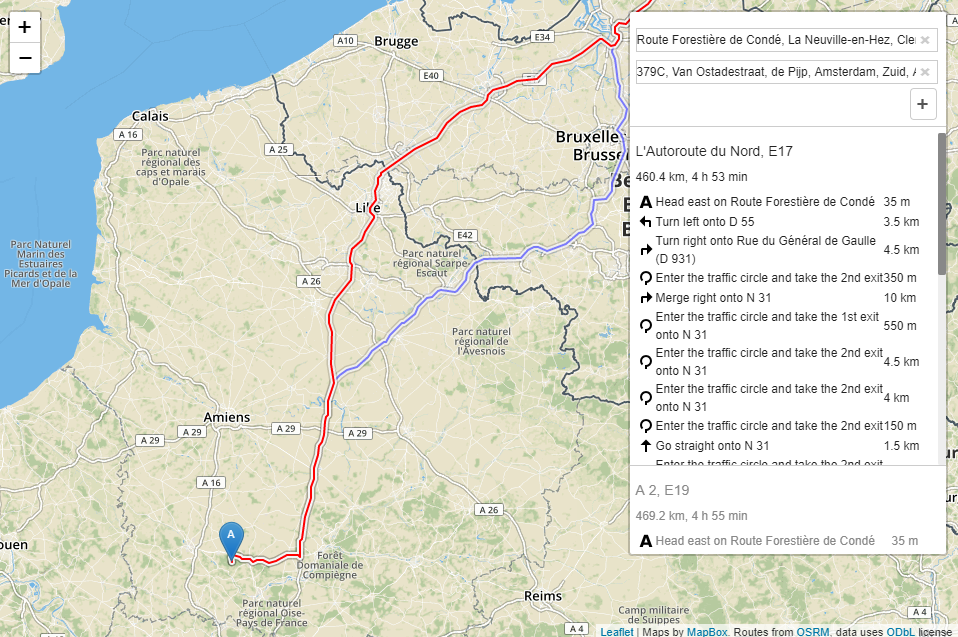 +
−
A10
Brugge
E34
E40
Calais
A 16
A 25
Parc naturel
régional des
caps et marais
d'Opale
Bruxelle
Brusse
Be
B
Lille
E42
Parc Naturel
Marin des
Estuaires
Picards et de la
Mer d'Opale
Parc naturel
régional Scarpe
Escaut
A 26
Parc naturel
régional de
l'Avesnois
Amiens
A 29
A 29
A 29
A 29
A 16
A 26
A
ouen
Forêt
Domaniale de
Compiègne
Parc naturel
régional Oise-
Pays de France
Reims
Camp militaire
de Suippes
A 4
A 4
Route Forestière de Condé, La Neuville-en-Hez, Cle
×
379C, Van Ostadestraat, de Pijp, Amsterdam, Zuid, A
×
+
L'Autoroute du Nord, E17
460.4 km, 4 h 53 min
Head east on Route Forestière de Condé 35 m
Turn left onto D 55 3.5 km
Turn right onto Rue du Général de Gaulle
(D 931) 4.5 km
Enter the traffic circle and take the 2nd exit 350 m
Merge right onto N 31 10 km
Enter the traffic circle and take the 1st exit
onto N 31 550 m
Enter the traffic circle and take the 2nd exit
onto N 31 4.5 km
Enter the traffic circle and take the 2nd exit
onto N 31 4 km
Enter the traffic circle and take the 2nd exit 150 m
Go straight onto N 31 1.5 km
Enter the traffic circle and take the 2nd exit
A 2, E19
469.2 km, 4 h 55 min
Head east on Route Forestière de Condé 35 m
Leaflet | Maps by MapBox. Routes from OSRM, data uses ODbL license